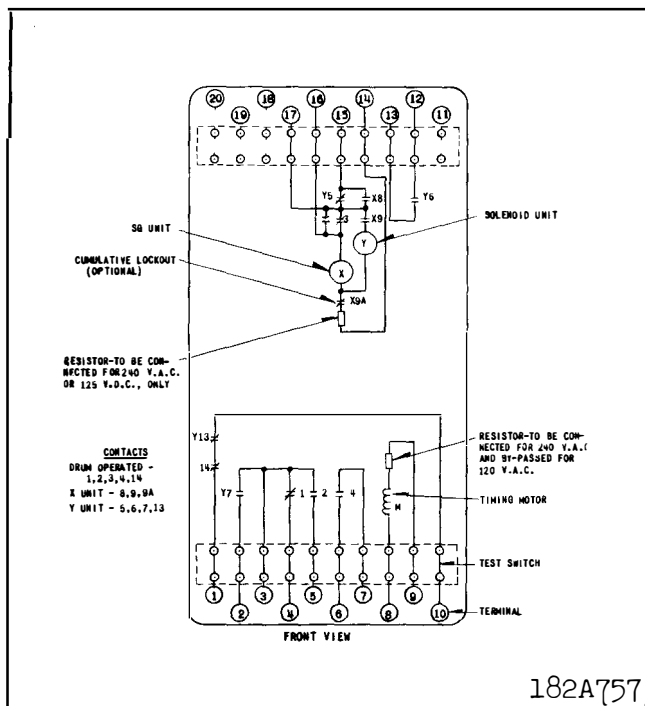 20 18 16 14 12
19 17 15 13 11
Y5 X8 Y6
3 X9
SQ UNIT
SOLENOID UNIT
Y
CUMULATIVE LOCKOUT
(OPTIONAL)
X
X9A
RESISTOR-TO BE CON-
NECTED FOR 240 V.A.C.
OR 125 V.D.C., ONLY
CONTACTS
DRUM OPERATED -
1,2,3,4,14
X UNIT - 8,9,9A
Y UNIT - 5,6,7,13
Y13
14
Y7 1 2 4
RESISTOR-TO BE CON-
NECTED FOR 240 V.A.C
AND BY-PASSED FOR
120 V.A.C.
TIMING MOTOR
M
TEST SWITCH
1 3 5 7 9
2 4 6 8 10
TERMINAL
FRONT VIEW
182A757